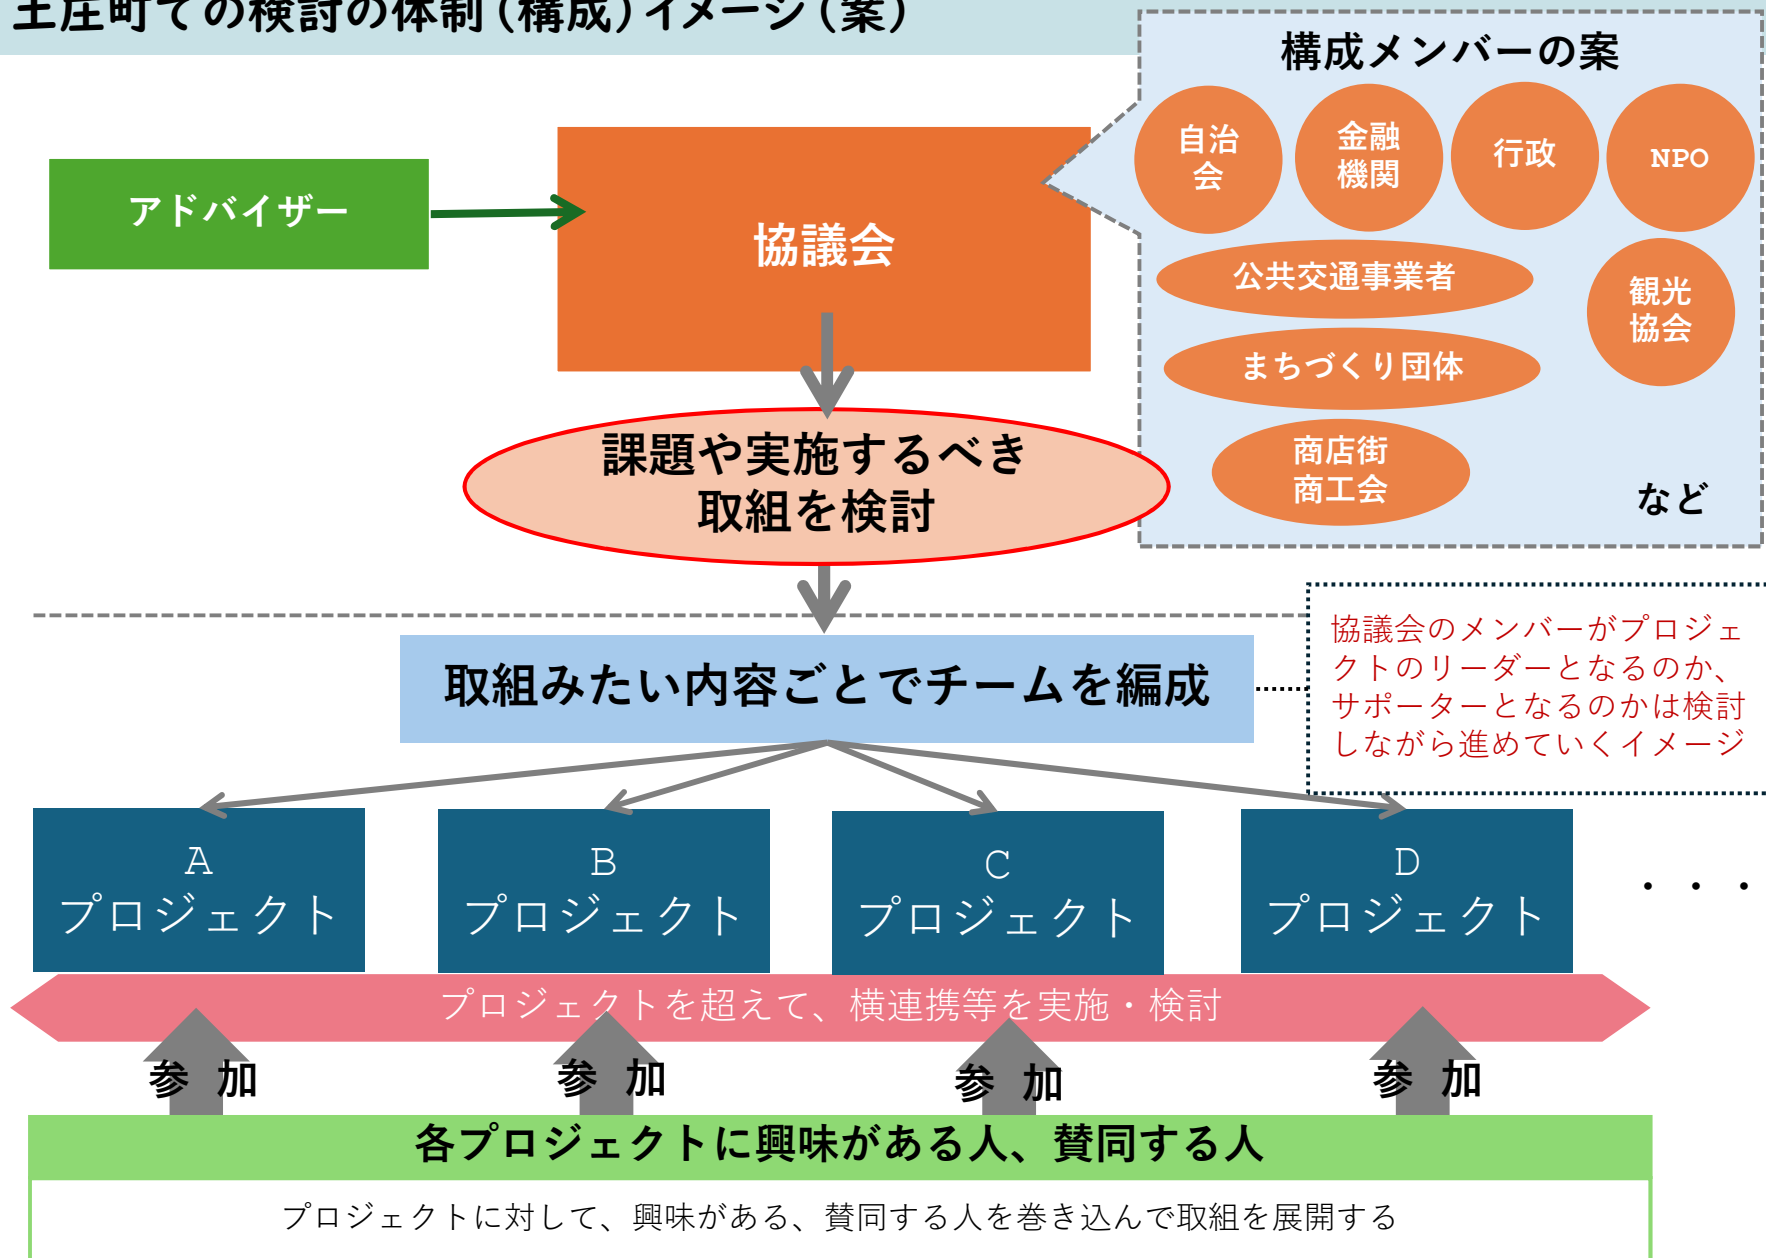 土庄町での検討の体制（構成）イメージ（案）
構成メンバーの案
自治
会
金融
機関
行政
NPO
アドバイザー
協議会
公共交通事業者
観光
協会
まちづくり団体
商店街
商工会
など
課題や実施するべき
取組を検討
取組みたい内容ごとでチームを編成
協議会のメンバーがプロジェ
クトのリーダーとなるのか、
サポーターとなるのかは検討
しながら進めていくイメージ
A
プロジェクト
B
プロジェクト
C
プロジェクト
D
プロジェクト
・・・
プロジェクトを超えて、横連携等を実施・検討
参 加
参 加
参 加
参 加
各プロジェクトに興味がある人、賛同する人
プロジェクトに対して、興味がある、賛同する人を巻き込んで取組を展開する